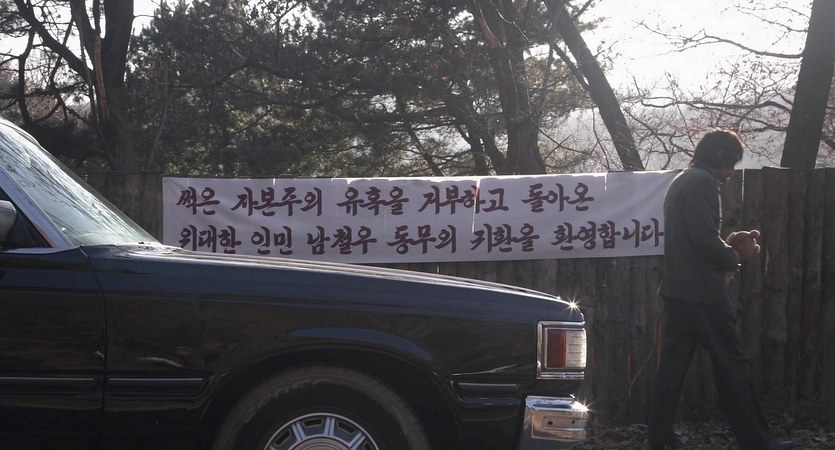 썩은 자본주의 유혹을 거부하고 돌아온
위대한 인민 남철우 동무의 귀환을 환영합니다